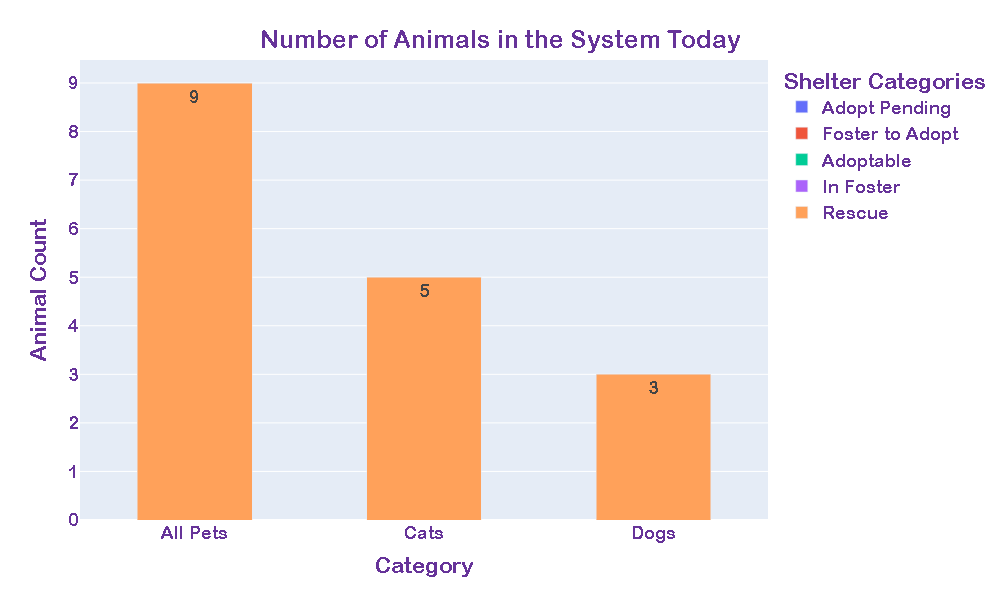 Number of Animals in the System Today
Shelter Categories
Adopt Pending
Foster to Adopt
Adoptable
In Foster
Rescue
Animal Count
9
8
7
6
5
4
3
2
1
0
9
5
3
All Pets
Cats
Dogs
Category